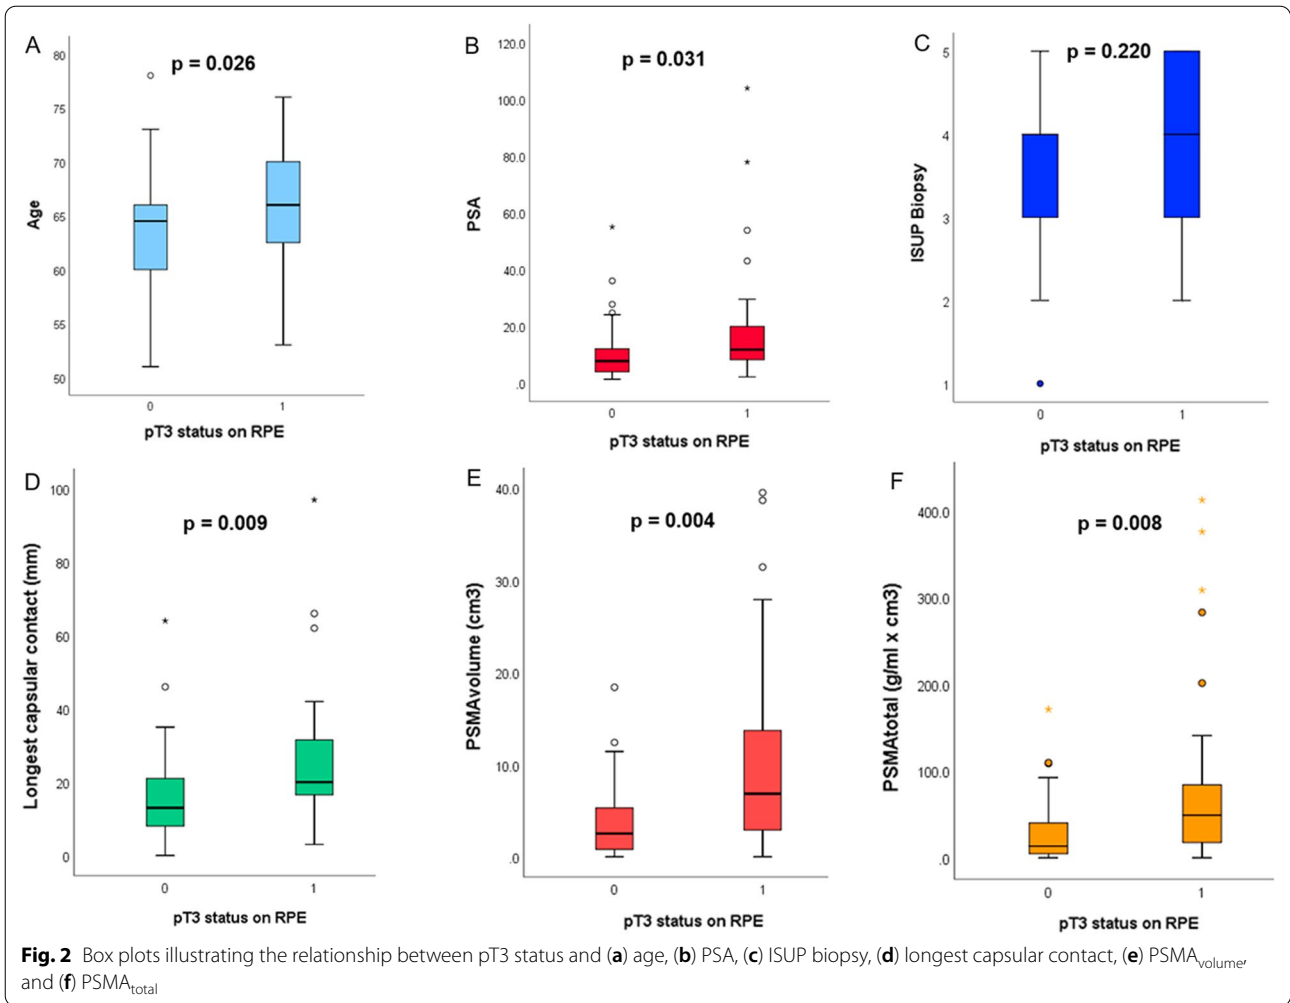 A
p = 0.026
80
75
70
65
60
55
50
Age
0
1
pT3 status on RPE
B
p = 0.031
120.0
100.0
80.0
60.0
40.0
20.0
.0
PSA
0
1
pT3 status on RPE
C
p = 0.220
5
4
3
2
1
ISUP Biopsy
0
1
pT3 status on RPE
D
p = 0.009
100
80
60
40
20
0
Longest capsular contact (mm)
0
1
pT3 status on RPE
E
p = 0.004
40.0
30.0
20.0
10.0
.0
PSMAvolume (cm3)
0
1
pT3 status on RPE
F
p = 0.008
400.0
300.0
200.0
100.0
.0
PSMAtotal (g/ml x cm3)
0
1
pT3 status on RPE
Fig. 2 Box plots illustrating the relationship between pT3 status and (a) age, (b) PSA, (c) ISUP biopsy, (d) longest capsular contact, (e) PSMAvolume,
and (f) PSMAtotal